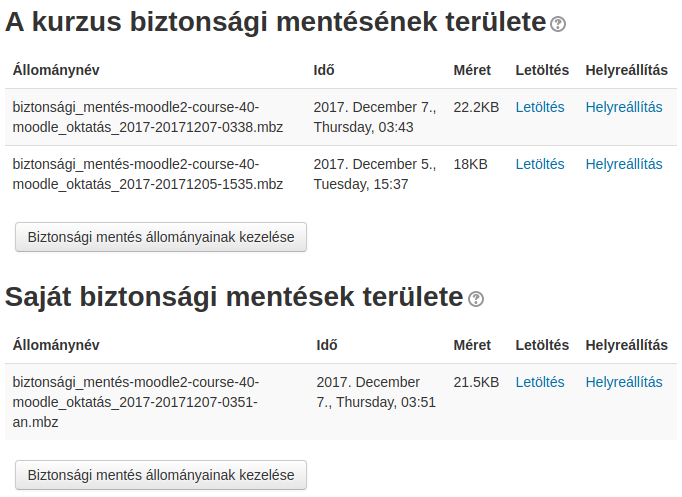 A kurzus biztonsági mentésének területe
Állománynév Idő Méret Letöltés Helyreállítás
biztonsági_mentés-moodle2-course-40- 2017. December 7., 22.2KB Letöltés Helyreállít
moodle_oktatás_2017-20171207-0338.mbz Thursday, 03:43
biztonsági_mentés-moodle2-course-40- 2017. December 5., 18KB Letöltés Helyreállít
moodle_oktatás_2017-20171205-1535.mbz Tuesday, 15:37
Biztonsági mentés állományainak kezelése
Saját biztonsági mentések területe
Állománynév Idő Méret Letöltés Helyreállítás
biztonsági_mentés-moodle2-course-40- 2017. December 21.5KB Letöltés Helyreállít
moodle_oktatás_2017-20171207-0351- 7., Thursday, 03:51
an.mbz
Biztonsági mentés állományainak kezelése